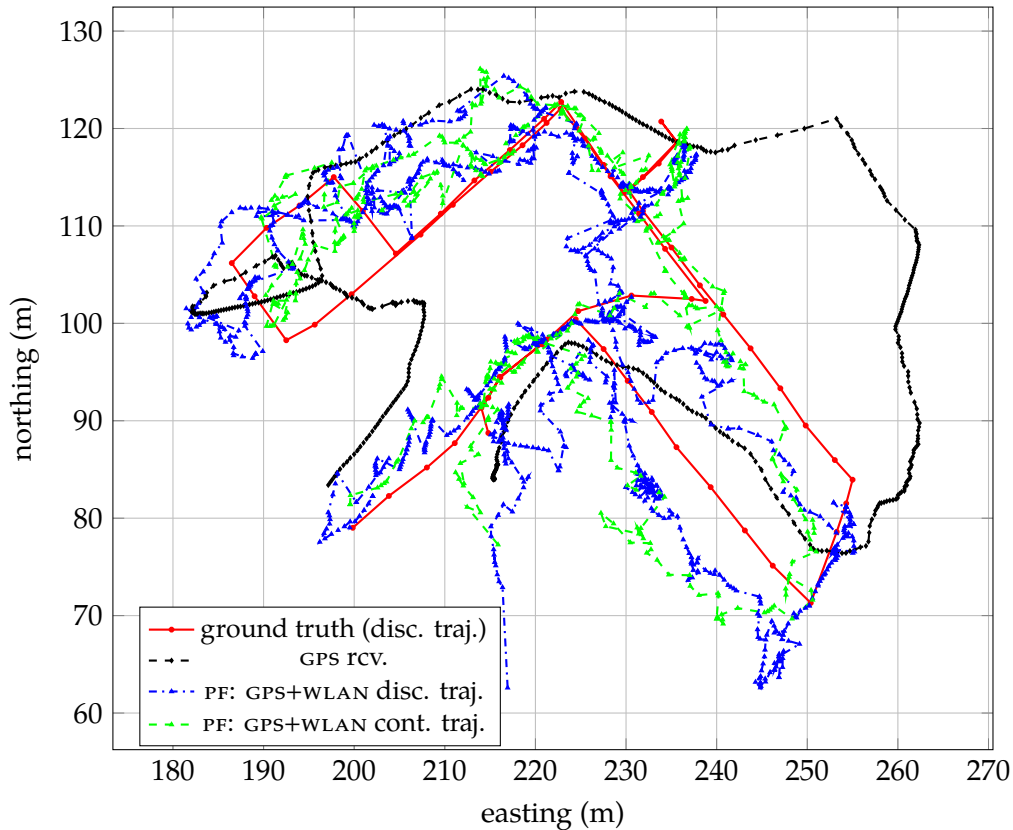 130
120
110
100
90
80
70
60
northing (m)
ground truth (disc. traj.)
GPS rcv.
PF: GPS+WLAN disc. traj.
PF: GPS+WLAN cont. traj.
180 190 200 210 220 230 240 250 260 270
easting (m)